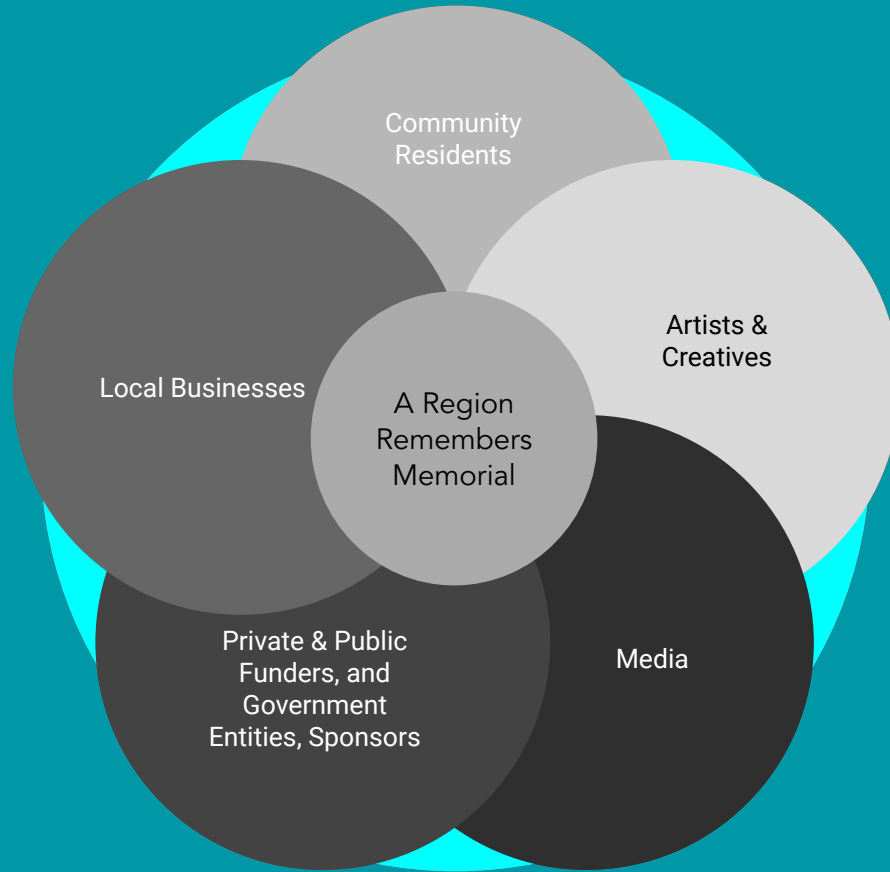 Community
Residents
Artists &
Creatives
Local Businesses
A Region
Remembers
Memorial
Private & Public
Funders, and
Government
Entities, Sponsors
Media